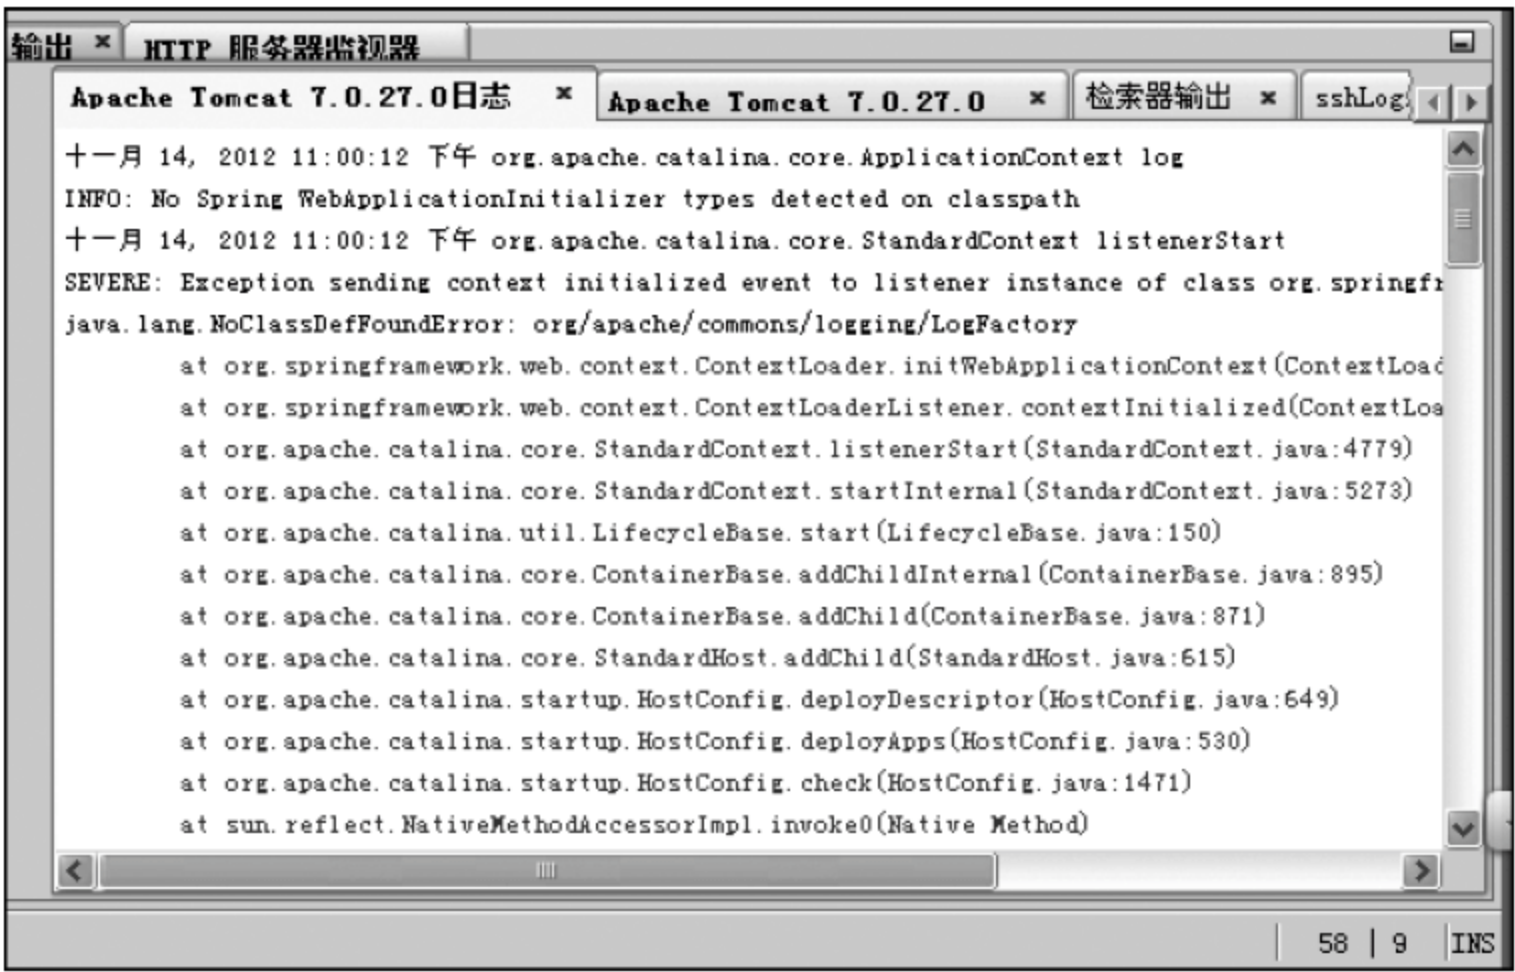 输出 × HTTP 服务器监视器
Apache Tomcat 7.0.27.0日志 × Apache Tomcat 7.0.27.0 × 检索器输出 × sshLog
十一月 14, 2012 11:00:12 下午 org.apache.catalina.core.ApplicationContext log
INFO: No Spring WebApplicationInitializer types detected on classpath
十一月 14, 2012 11:00:12 下午 org.apache.catalina.core.StandardContext listenerStart
SEVERE: Exception sending context initialized event to listener instance of class org.springfr
java.lang.NoClassDefFoundError: org/apache/commons/logging/LogFactory
at org.springframework.web.context.ContextLoader.initWebApplicationContext(ContextLoad
at org.springframework.web.context.ContextLoaderListener.contextInitialized(ContextLoa
at org.apache.catalina.core.StandardContext.listenerStart(StandardContext.java:4779)
at org.apache.catalina.core.StandardContext.startInternal(StandardContext.java:5273)
at org.apache.catalina.util.LifecycleBase.start(LifecycleBase.java:150)
at org.apache.catalina.core.ContainerBase.addChildInternal(ContainerBase.java:895)
at org.apache.catalina.core.ContainerBase.addChild(ContainerBase.java:871)
at org.apache.catalina.core.StandardHost.addChild(StandardHost.java:615)
at org.apache.catalina.startup.HostConfig.deployDescriptor(HostConfig.java:649)
at org.apache.catalina.startup.HostConfig.deployApps(HostConfig.java:530)
at org.apache.catalina.startup.HostConfig.check(HostConfig.java:1471)
at sun.reflect.NativeMethodAccessorImpl.invoke0(Native Method)
58 | 9 INS